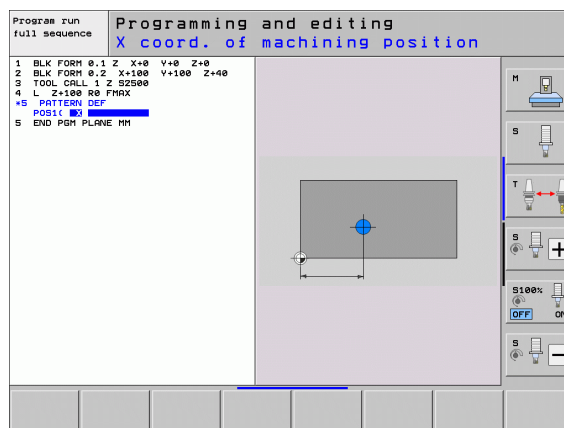 Program run
full sequence
Programming and editing
X coord. of machining position
1 BLK FORM 0.1 Z X+0 Y+0 Z+0
2 BLK FORM 0.2 X+100 Y+100 Z+40
3 TOOL CALL 1 Z S2500
4 L Z+100 R0 FMAX
*5 PATTERN DEF
POS1( X
5 END PGM PLANE MM
M
S
T
S
S100%
OFF
S